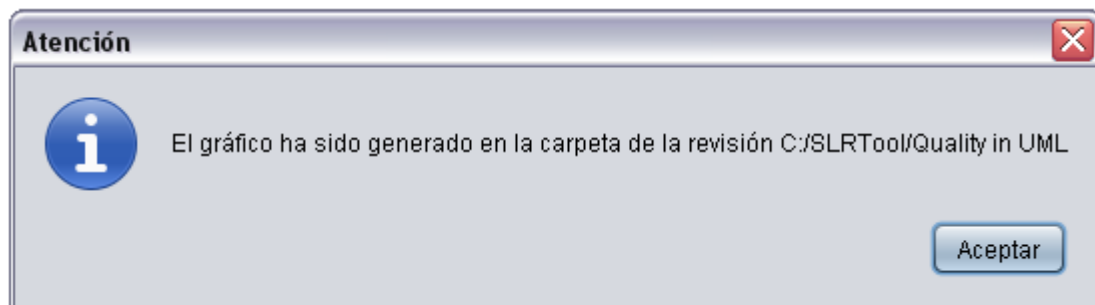 Atención
El gráfico ha sido generado en la carpeta de la revisión C:/SLRTool/Quality in UML
Aceptar